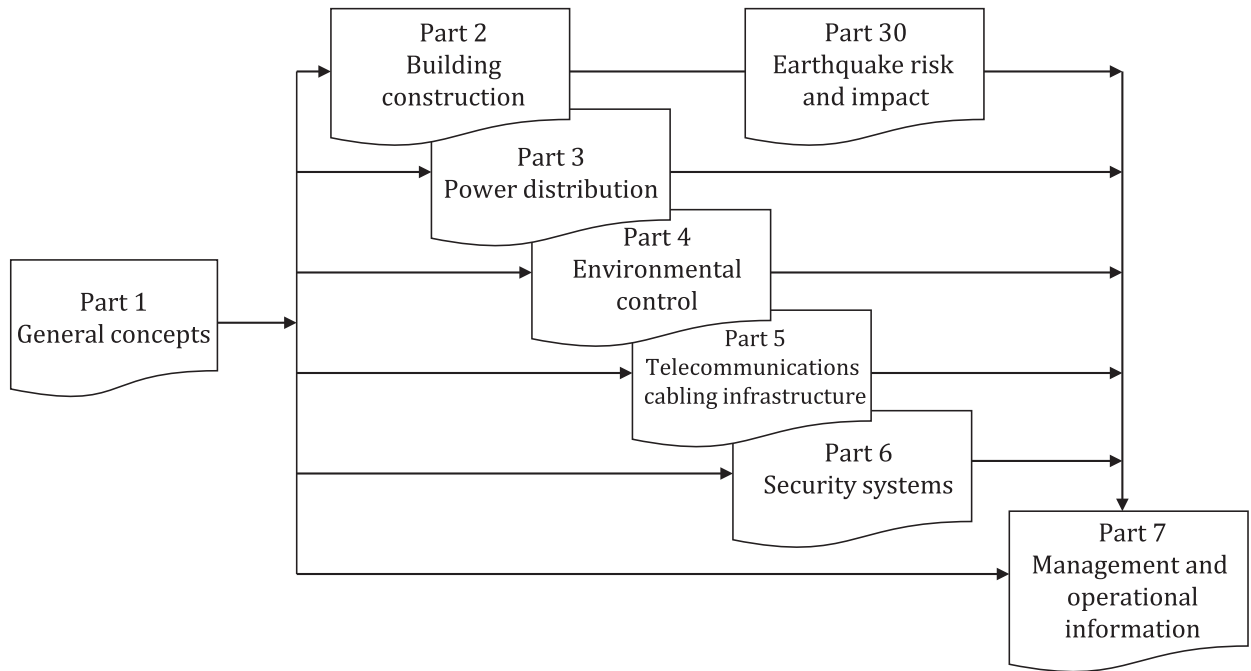 Part 2
Building
construction
Part 30
Earthquake risk
and impact
Part 3
Power distribution
Part 4
Environmental
control
Part 1
General concepts
Part 5
Telecommunications
cabling infrastructure
Part 6
Security systems
Part 7
Management and
operational
information